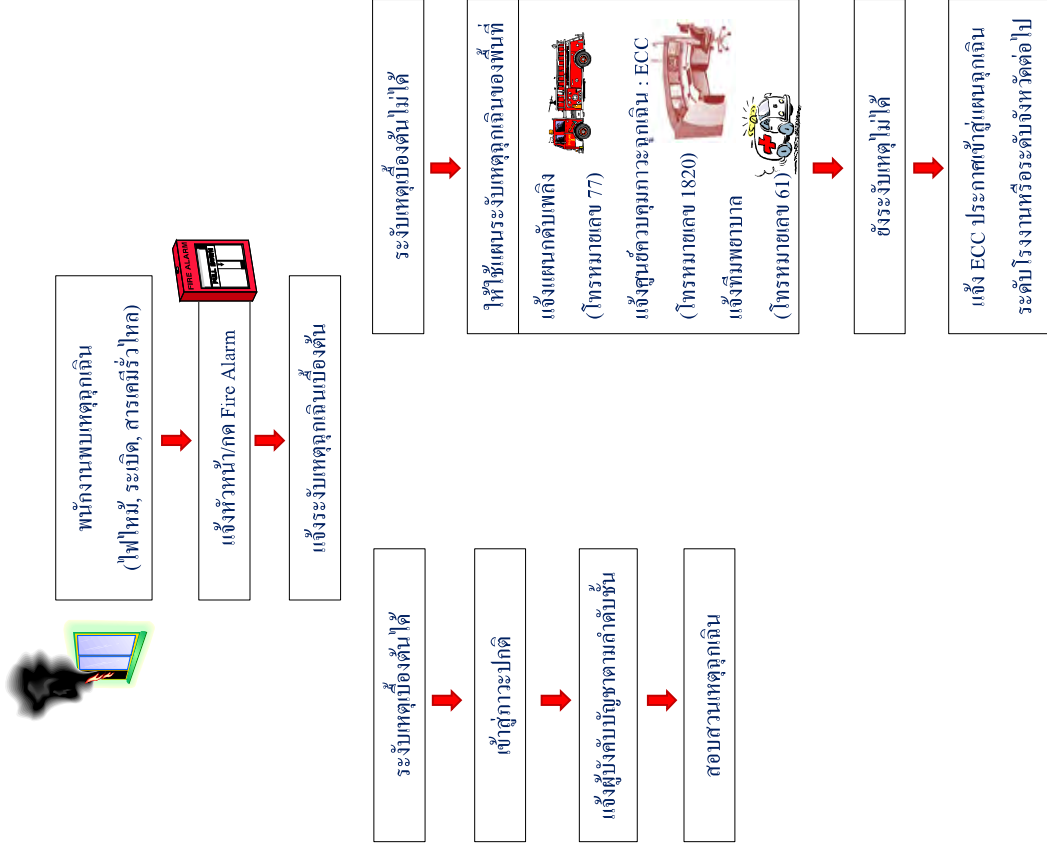 พนักงานพบเหตุฉุกเฉิน
(ไฟไหม้, ระเบิด, สารเคมีรั่วไหล)
แจ้งหัวหน้า/กด Fire Alarm
FIRE ALARM
PULL DOWN
แจ้งระงับเหตุฉุกเฉินเบื้องต้น
ระงับเหตุเบื้องต้นได้
เข้าสู่ภาวะปกติ
แจ้งผู้บังคับบัญชาตามลำดับชั้น
สอบสวนเหตุฉุกเฉิน
ระงับเหตุเบื้องต้นไม่ได้
ให้ใช้แผนระงับเหตุฉุกเฉินของพื้นที่
แจ้งแผนกดับเพลิง
(โทรหมายเลข 77)
แจ้งศูนย์ควบคุมภาวะฉุกเฉิน : ECC
(โทรหมายเลข 1820)
แจ้งทีมพยาบาล
(โทรหมายเลข 61)
ยังระงับเหตุไม่ได้
แจ้ง ECC ประกาศเข้าสู่แผนฉุกเฉิน
ระดับโรงงานหรือระดับจังหวัดต่อไป